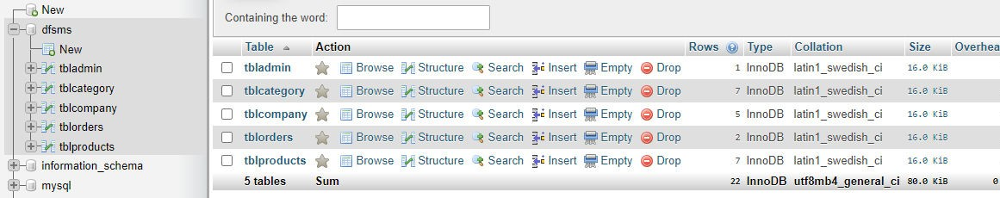 New
dfsms
New
tbladmin
tblcategory
tblcompany
tblorders
tblproducts
information_schema
mysql
Containing the word:
Table Action Rows Type Collation Size Overhea
tbladmin Browse Structure Search Insert Empty Drop 1 InnoDB latin1_swedish_ci 16.0 KiB
tblcategory Browse Structure Search Insert Empty Drop 7 InnoDB latin1_swedish_ci 16.0 KiB
tblcompany Browse Structure Search Insert Empty Drop 5 InnoDB latin1_swedish_ci 16.0 KiB
tblorders Browse Structure Search Insert Empty Drop 2 InnoDB latin1_swedish_ci 16.0 KiB
tblproducts Browse Structure Search Insert Empty Drop 7 InnoDB latin1_swedish_ci 16.0 KiB
5 tables Sum 22 InnoDB utf8mb4_general_ci 80.0 KiB 0